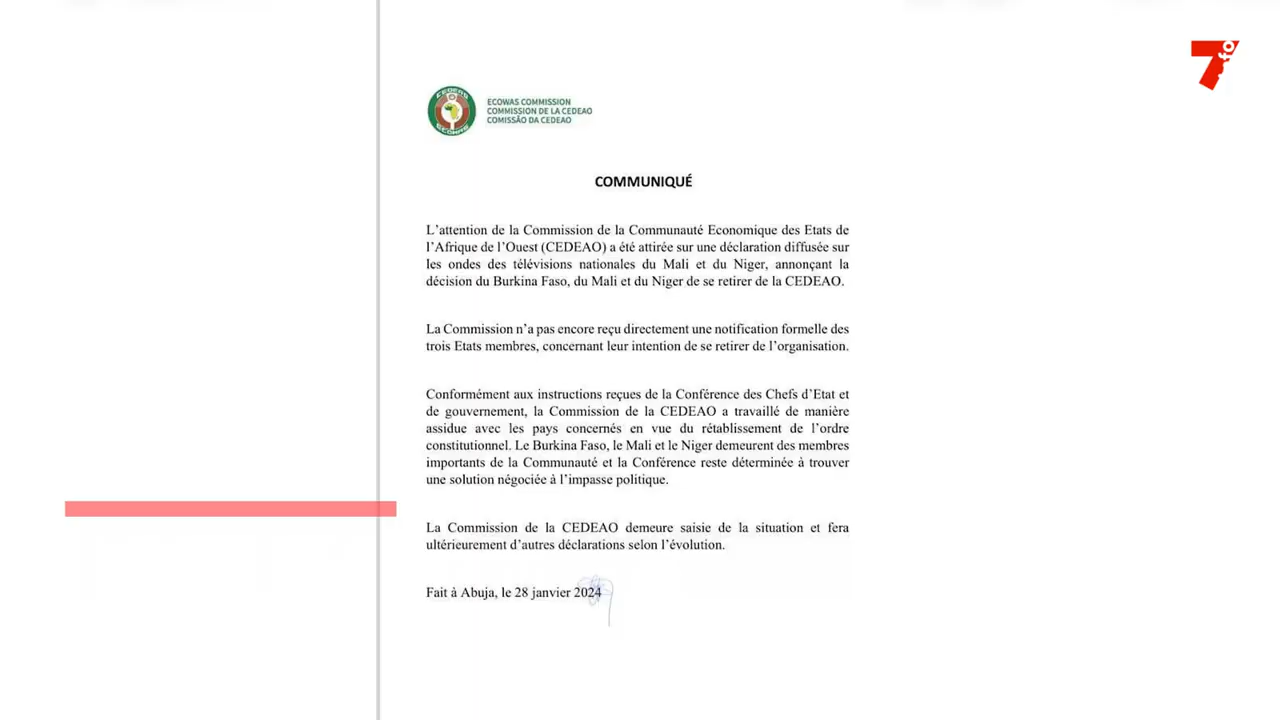 7
fo
CEDEAO
ECOWAS
ECOWAS COMMISSION
COMMISSION DE LA CEDEAO
COMISSÃO DA CEDEAO
COMMUNIQUÉ
L’attention de la Commission de la Communauté Economique des Etats de
l’Afrique de l’Ouest (CEDEAO) a été attirée sur une déclaration diffusée sur
les ondes des télévisions nationales du Mali et du Niger, annonçant la
décision du Burkina Faso, du Mali et du Niger de se retirer de la CEDEAO.
La Commission n’a pas encore reçu directement une notification formelle des
trois Etats membres, concernant leur intention de se retirer de l’organisation.
Conformément aux instructions reçues de la Conférence des Chefs d’Etat et
de gouvernement, la Commission de la CEDEAO a travaillé de manière
assidue avec les pays concernés en vue du rétablissement de l’ordre
constitutionnel. Le Burkina Faso, le Mali et le Niger demeurent des membres
importants de la Communauté et la Conférence reste déterminée à trouver
une solution négociée à l’impasse politique.
La Commission de la CEDEAO demeure saisie de la situation et fera
ultérieurement d’autres déclarations selon l’évolution.
Fait à Abuja, le 28 janvier 2024